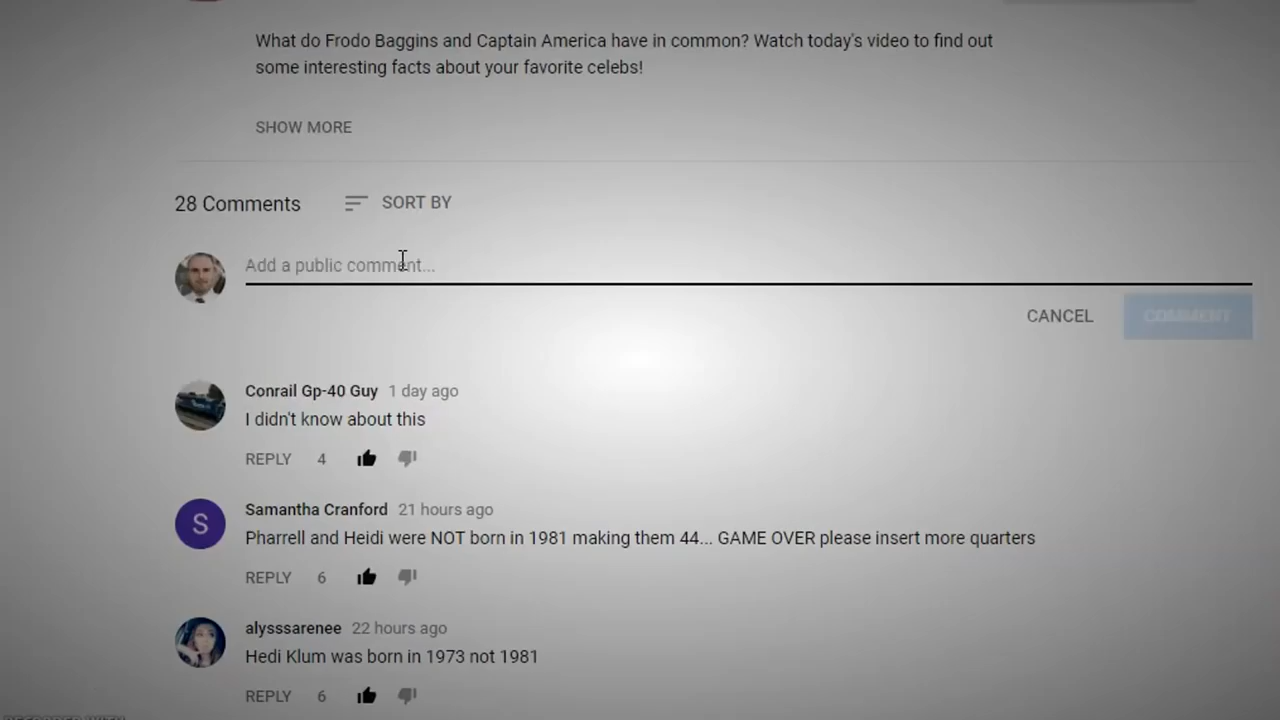 What do Frodo Baggins and Captain America have in common? Watch today's video to find out
some interesting facts about your favorite celebs!
SHOW MORE
28 Comments
SORT BY
Add a public comment...
CANCEL
COMMENT
Conrail Gp-40 Guy 1 day ago
I didn't know about this
REPLY 4
S
Samantha Cranford 21 hours ago
Pharrell and Heidi were NOT born in 1981 making them 44... GAME OVER please insert more quarters
REPLY 6
alysssarenee 22 hours ago
Hedi Klum was born in 1973 not 1981
REPLY 6